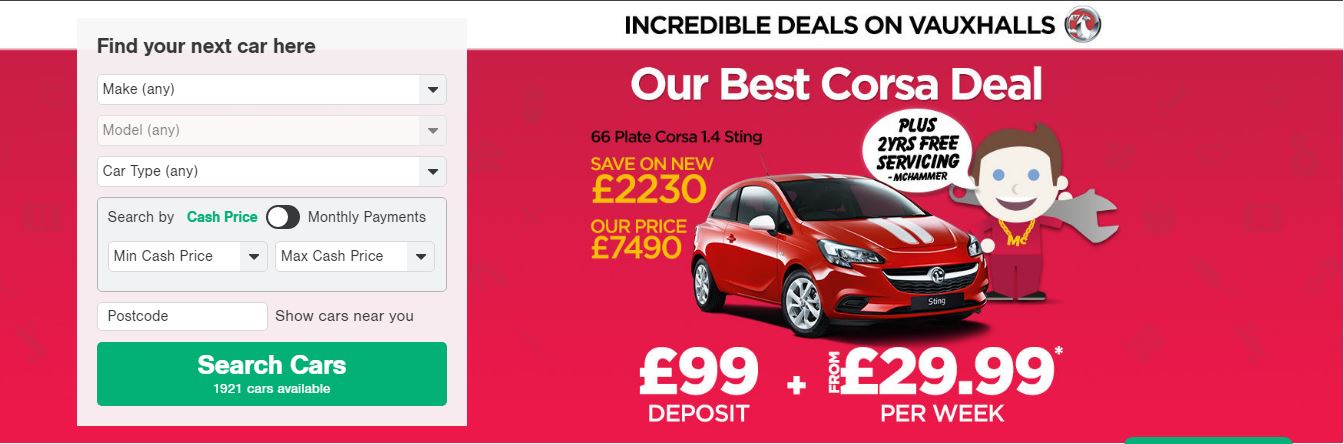 Find your next car here
Make (any)
Model (any)
Car Type (any)
Search by Cash Price Monthly Payments
Min Cash Price Max Cash Price
Postcode Show cars near you
Search Cars
1921 cars available
INCREDIBLE DEALS ON VAUXHALLS
Our Best Corsa Deal
66 Plate Corsa 1.4 Sting
SAVE ON NEW
£2230
OUR PRICE
£7490
PLUS
2YRS FREE
SERVICING
- MCHAMMER
MC
Sting
£99
DEPOSIT
+
FROM £29.99*
PER WEEK